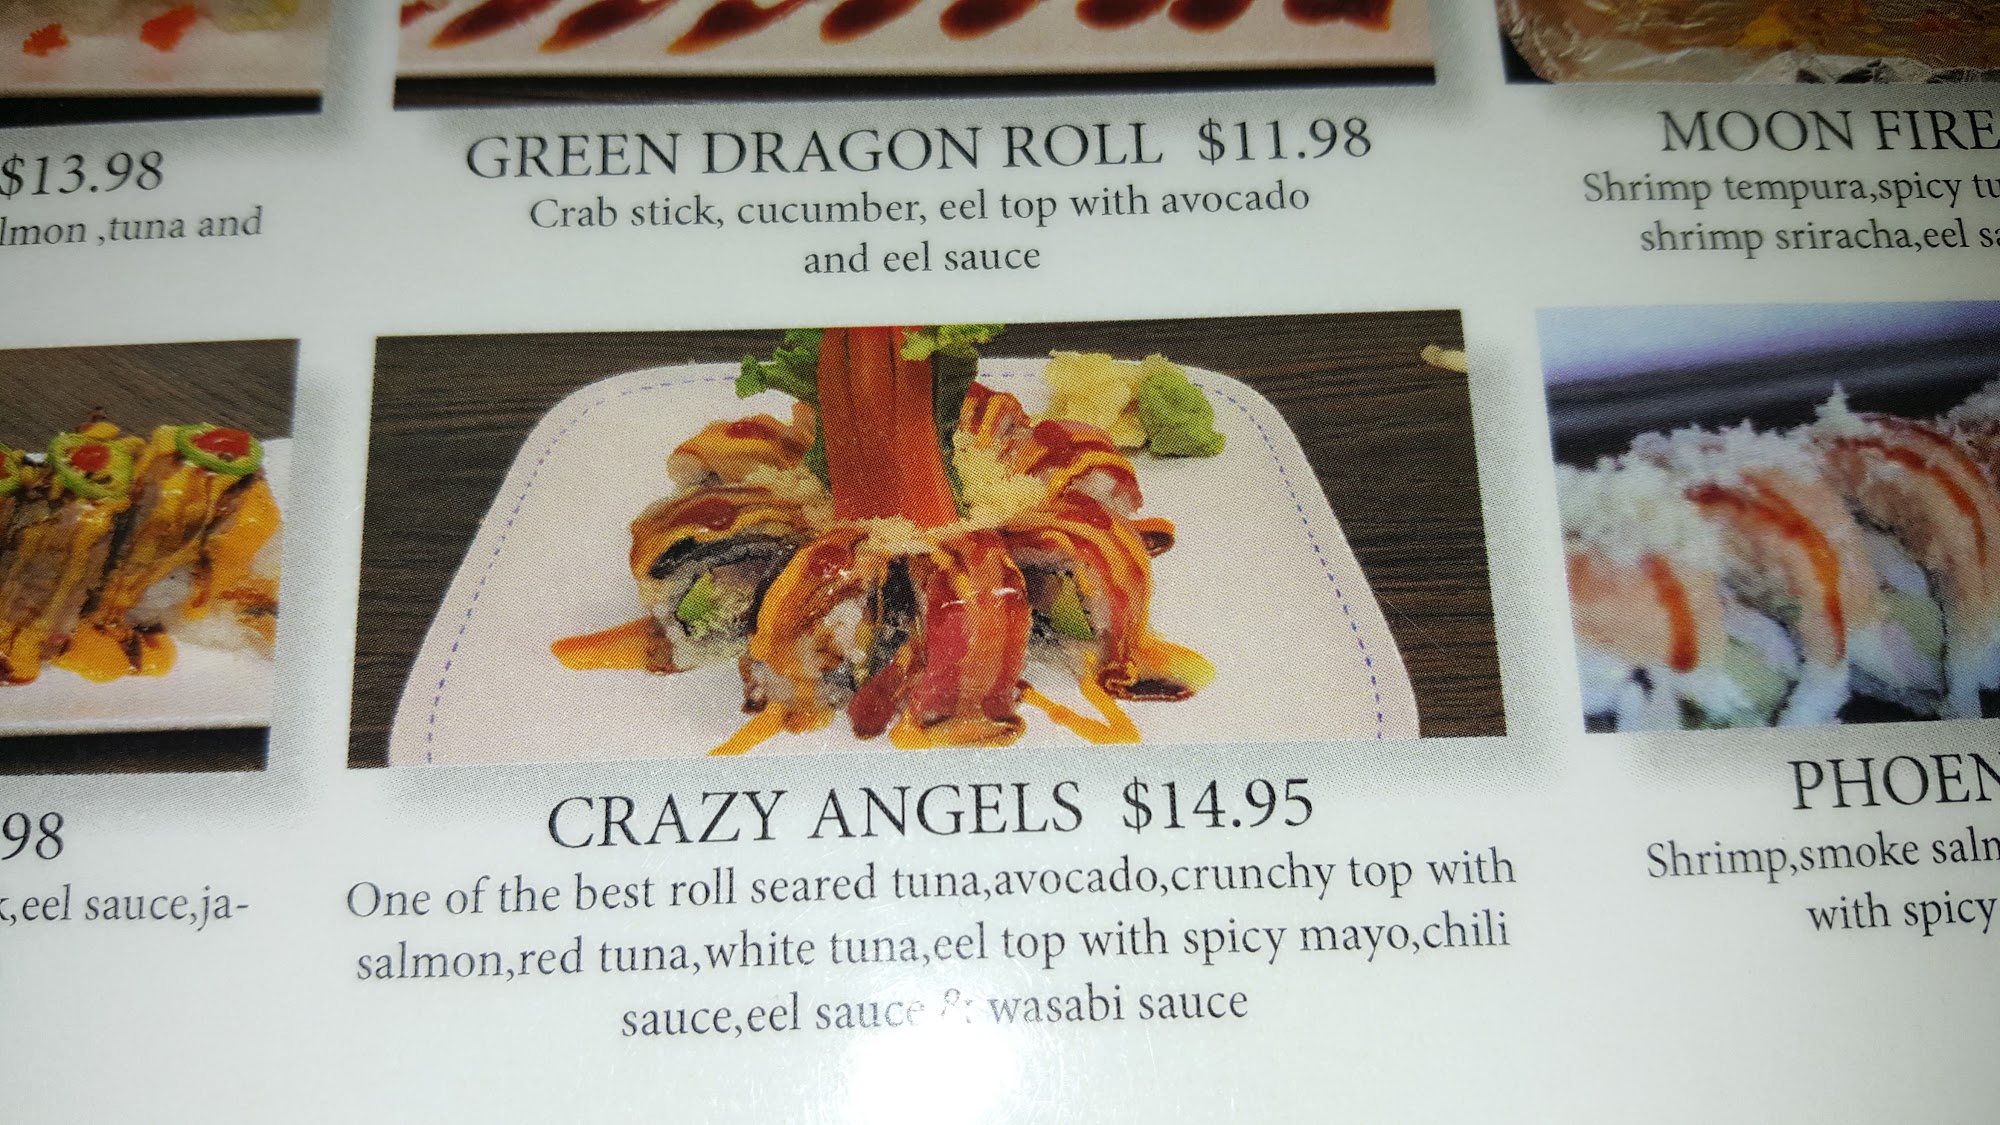 $13.98
,tuna and
GREEN DRAGON ROLL $11.98
Crab stick, cucumber, eel top with avocado
and eel sauce
MOON FIRE
Shrimp tempura,spicy
shrimp sriracha,eel
98
,eel sauce,ja-
CRAZY ANGELS $14.95
One of the best roll seared tuna,avocado,crunchy top with
salmon,red tuna,white tuna,eel top with spicy mayo,chili
sauce,eel sauce & wasabi sauce
Shrimp,smoke
with spicy